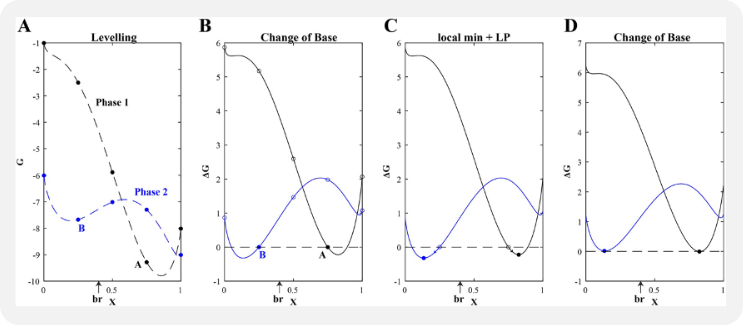 A Levelling
-1
-2
-3
-4
-5
-6
-7
-8
-9
-10
G
Phase 1
Phase 2
B
A
0 0.5 1
br X
B Change of Base
6
5
4
3
2
1
0
-1
ΔG
B A
0 0.5 1
br X
C local min + LP
6
5
4
3
2
1
0
-1
ΔG
0 0.5 1
br X
D Change of Base
7
6
5
4
3
2
1
0
-1
ΔG
0 0.5 1
br X